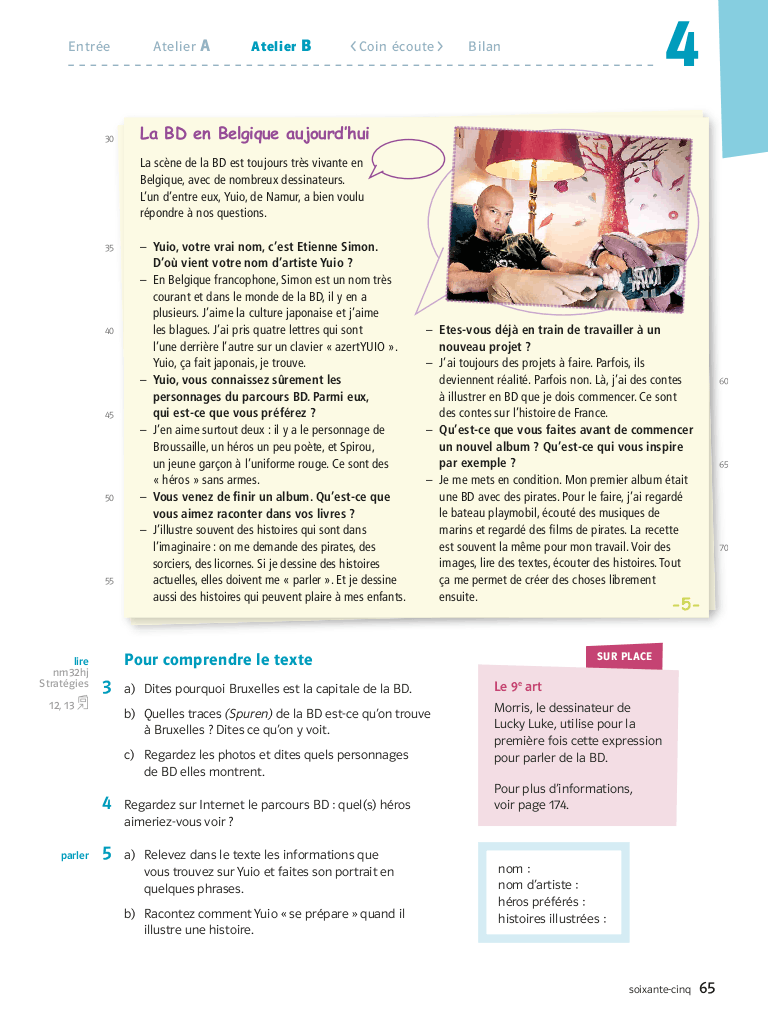 Entrée Atelier A Atelier B < Coin écoute > Bilan
4
30
La BD en Belgique aujourd'hui
La scène de la BD est toujours très vivante en
Belgique, avec de nombreux dessinateurs.
L'un d'entre eux, Yuio, de Namur, a bien voulu
répondre à nos questions.
35
– Yuio, votre vrai nom, c'est Etienne Simon.
D'où vient votre nom d'artiste Yuio ?
– En Belgique francophone, Simon est un nom très
courant et dans le monde de la BD, il y en a
plusieurs. J'aime la culture japonaise et j'aime
40
les blagues. J'ai pris quatre lettres qui sont
l'une derrière l'autre sur un clavier « azertYUIO ».
Yuio, ça fait japonais, je trouve.
– Yuio, vous connaissez sûrement les
personnages du parcours BD. Parmi eux,
45
qui est-ce que vous préférez ?
– J'en aime surtout deux : il y a le personnage de
Broussaille, un héros un peu poète, et Spirou,
un jeune garçon à l'uniforme rouge. Ce sont des
« héros » sans armes.
50
– Vous venez de finir un album. Qu'est-ce que
vous aimez raconter dans vos livres ?
– J'illustre souvent des histoires qui sont dans
l'imaginaire : on me demande des pirates, des
sorciers, des licornes. Si je dessine des histoires
55
actuelles, elles doivent me « parler ». Et je dessine
aussi des histoires qui peuvent plaire à mes enfants.
– Etes-vous déjà en train de travailler à un
nouveau projet ?
– J'ai toujours des projets à faire. Parfois, ils
deviennent réalité. Parfois non. Là, j'ai des contes
60
à illustrer en BD que je dois commencer. Ce sont
des contes sur l'histoire de France.
– Qu'est-ce que vous faites avant de commencer
un nouvel album ? Qu'est-ce qui vous inspire
par exemple ?
65
– Je me mets en condition. Mon premier album était
une BD avec des pirates. Pour le faire, j'ai regardé
le bateau playmobil, écouté des musiques de
marins et regardé des films de pirates. La recette
est souvent la même pour mon travail. Voir des
70
images, lire des textes, écouter des histoires. Tout
ça me permet de créer des choses librement
ensuite.
-5-
lire
nm32hj
Stratégies
12, 13
Pour comprendre le texte
3 a) Dites pourquoi Bruxelles est la capitale de la BD.
b) Quelles traces (Spuren) de la BD est-ce qu'on trouve
à Bruxelles ? Dites ce qu'on y voit.
c) Regardez les photos et dites quels personnages
de BD elles montrent.
4 Regardez sur Internet le parcours BD : quel(s) héros
aimeriez-vous voir ?
parler
5 a) Relevez dans le texte les informations que
vous trouvez sur Yuio et faites son portrait en
quelques phrases.
b) Racontez comment Yuio « se prépare » quand il
illustre une histoire.
SUR PLACE
Le 9e art
Morris, le dessinateur de
Lucky Luke, utilise pour la
première fois cette expression
pour parler de la BD.
Pour plus d'informations,
voir page 174.
nom :
nom d'artiste :
héros préférés :
histoires illustrées :
soixante-cinq 65